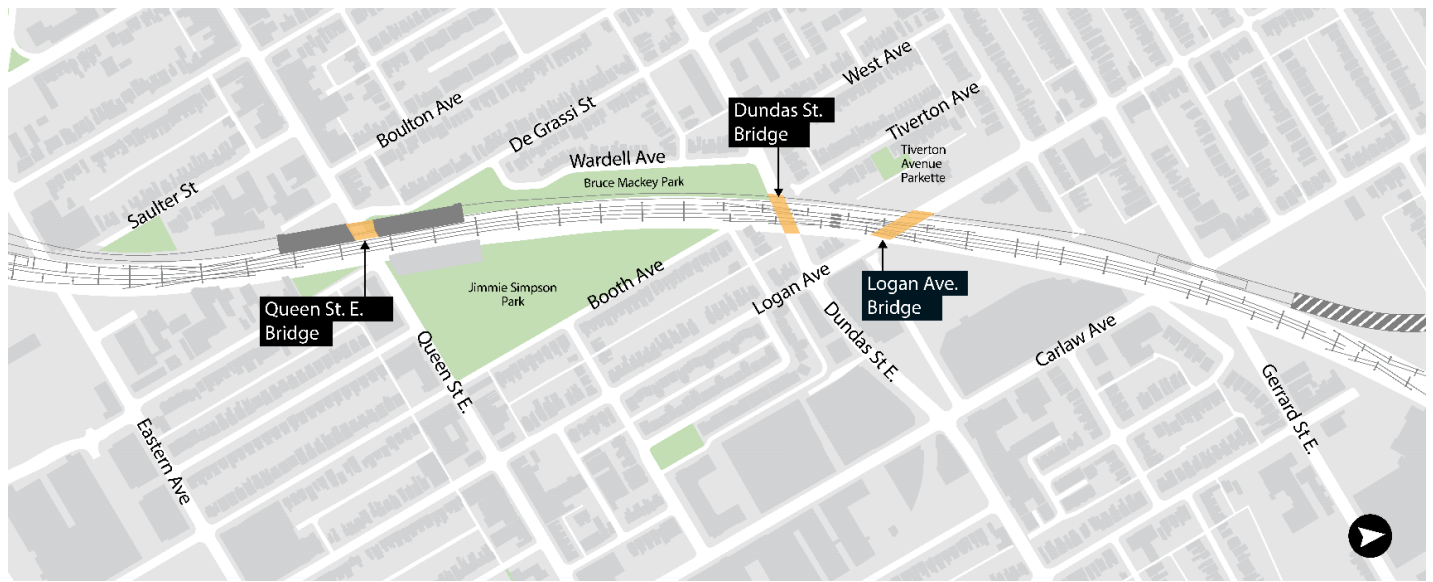 West Ave
Boulton Ave
De Grassi St
Dundas St.
Bridge
Tiverton Ave
Tiverton
Avenue
Parkette
Wardell Ave
Bruce Mackey Park
Saulter St
Jimmie Simpson
Park
Booth Ave
Logan Ave
Logan Ave.
Bridge
Queen St. E.
Bridge
Queen St E.
Dundas St E.
Carlaw Ave
Gerrard St E.
Eastern Ave